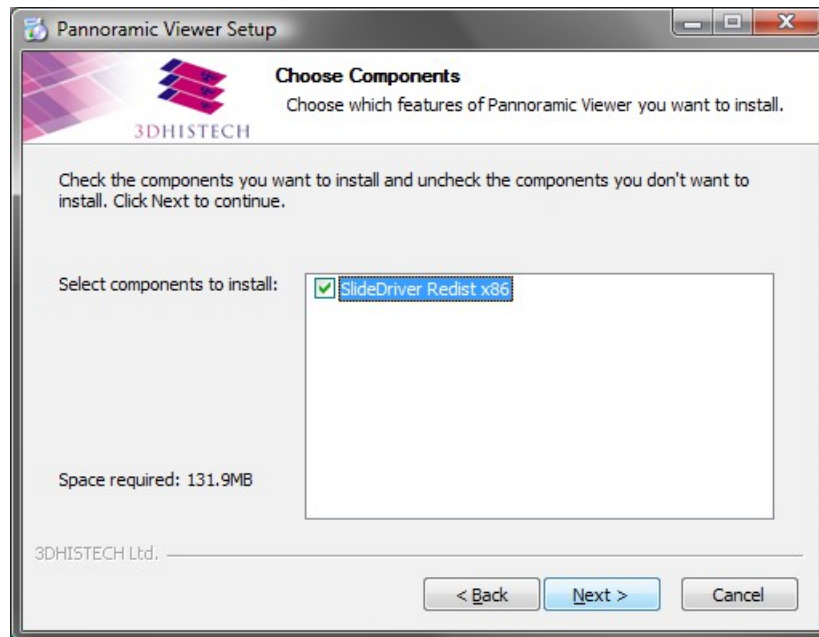 Pannoramic Viewer Setup
Choose Components
Choose which features of Pannoramic Viewer you want to install.
3DHISTECH
Check the components you want to install and uncheck the components you don't want to
install. Click Next to continue.
Select components to install:
SlideDriver Redist x86
Space required: 131.9MB
3DHISTECH Ltd.
< Back
Next >
Cancel